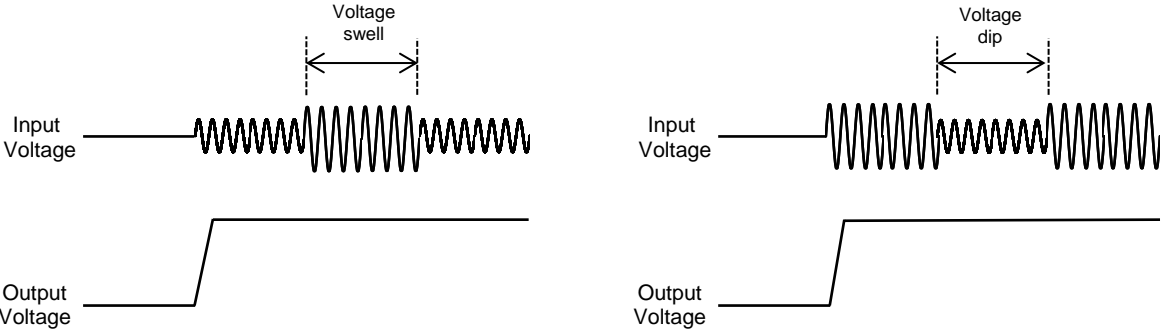 Voltage
swell
Input
Voltage
Output
Voltage
Voltage
dip
Input
Voltage
Output
Voltage